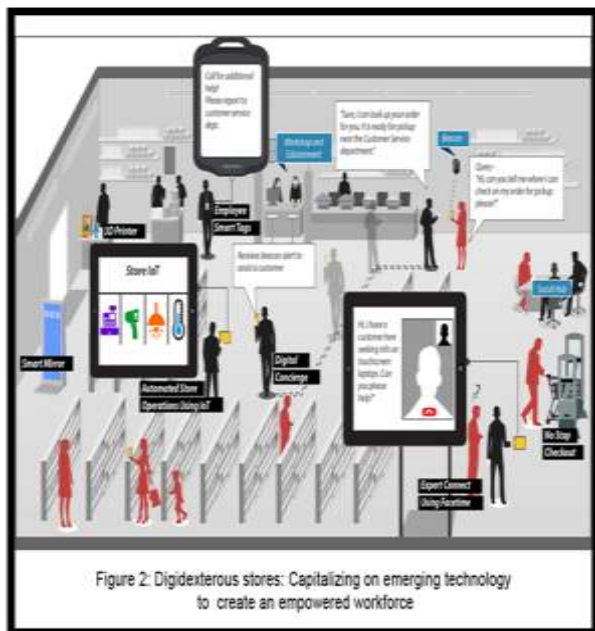 Call for additional
help!
Please report to
customer service
dept.
Workshop and
Edutainment
"Sure, I can look up your order
for you. It is ready for pickup
next the Customer Service
department."
Beacon
Query-
"Hi, can you tell me where I can
check on my order for pickup
please?"
3D Printer
Employee
Smart Tags
Receives beacon alert to
assist a customer
Store IoT
Social Hub
Smart Mirror
Automated Store
Operations Using IoT
Digital
Concierge
Hi, I have a
customer here
seeking info on
touchscreen
laptops. Can
you please
help?"
No Stop
Checkout
?
Expert Connect
Using Facetime
Figure 2: Digidexterous stores: Capitalizing on emerging technology
to create an empowered workforce